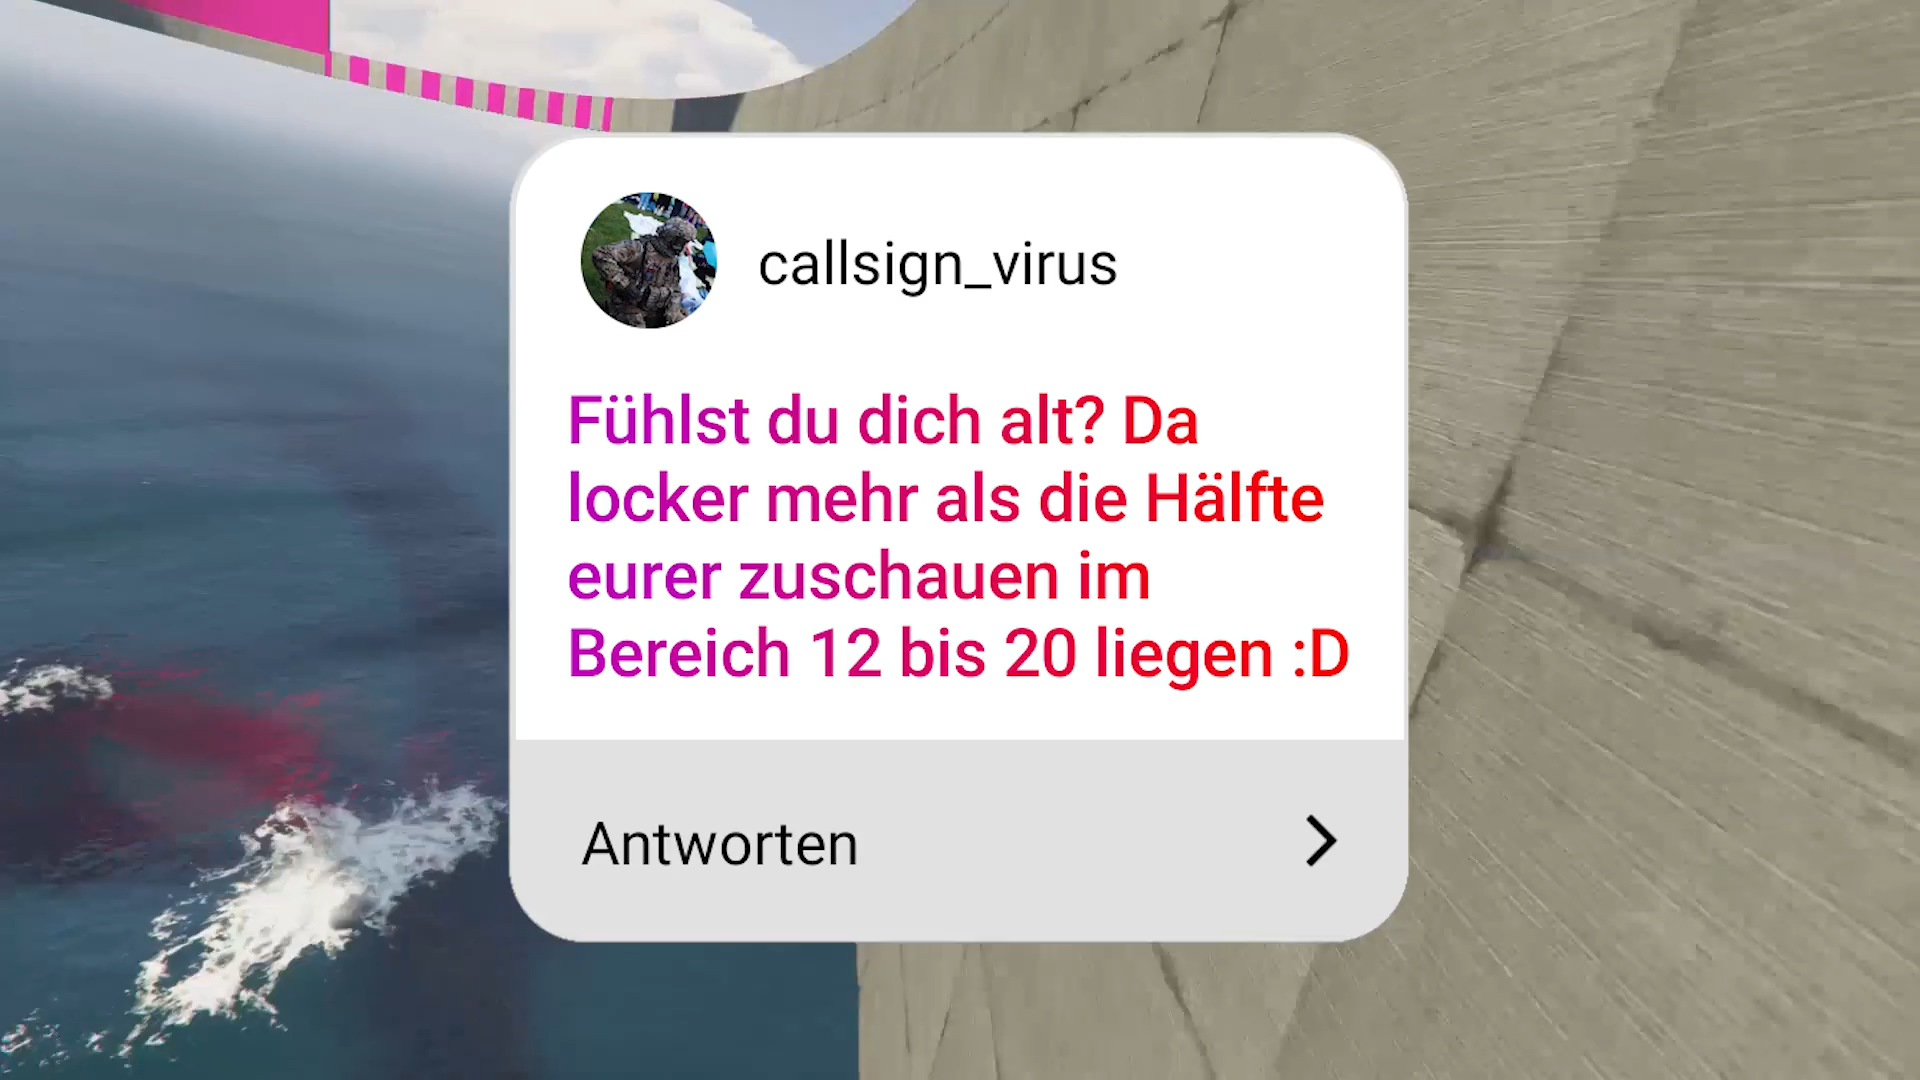 callsign_virus
Fühlst du dich alt? Da
locker mehr als die Hälfte
eurer zuschauen im
Bereich 12 bis 20 liegen :D
Antworten